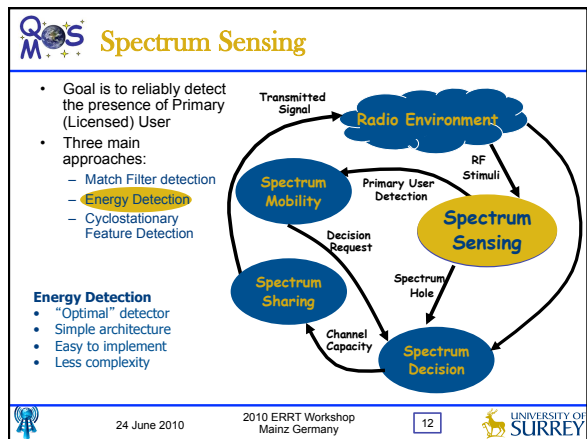 QMOS
Spectrum Sensing
• Goal is to reliably detect
the presence of Primary
(Licensed) User
• Three main
approaches:
– Match Filter detection
– Energy Detection
– Cyclostationary
Feature Detection
Energy Detection
• "Optimal" detector
• Simple architecture
• Easy to implement
• Less complexity
Transmitted
Signal
Radio Environment
RF
Stimuli
Primary User
Detection
Spectrum
Mobility
Spectrum
Sensing
Decision
Request
Spectrum
Hole
Spectrum
Sharing
Channel
Capacity
Spectrum
Decision
24 June 2010
2010 ERRT Workshop
Mainz Germany
12
UNIVERSITY OF
SURREY